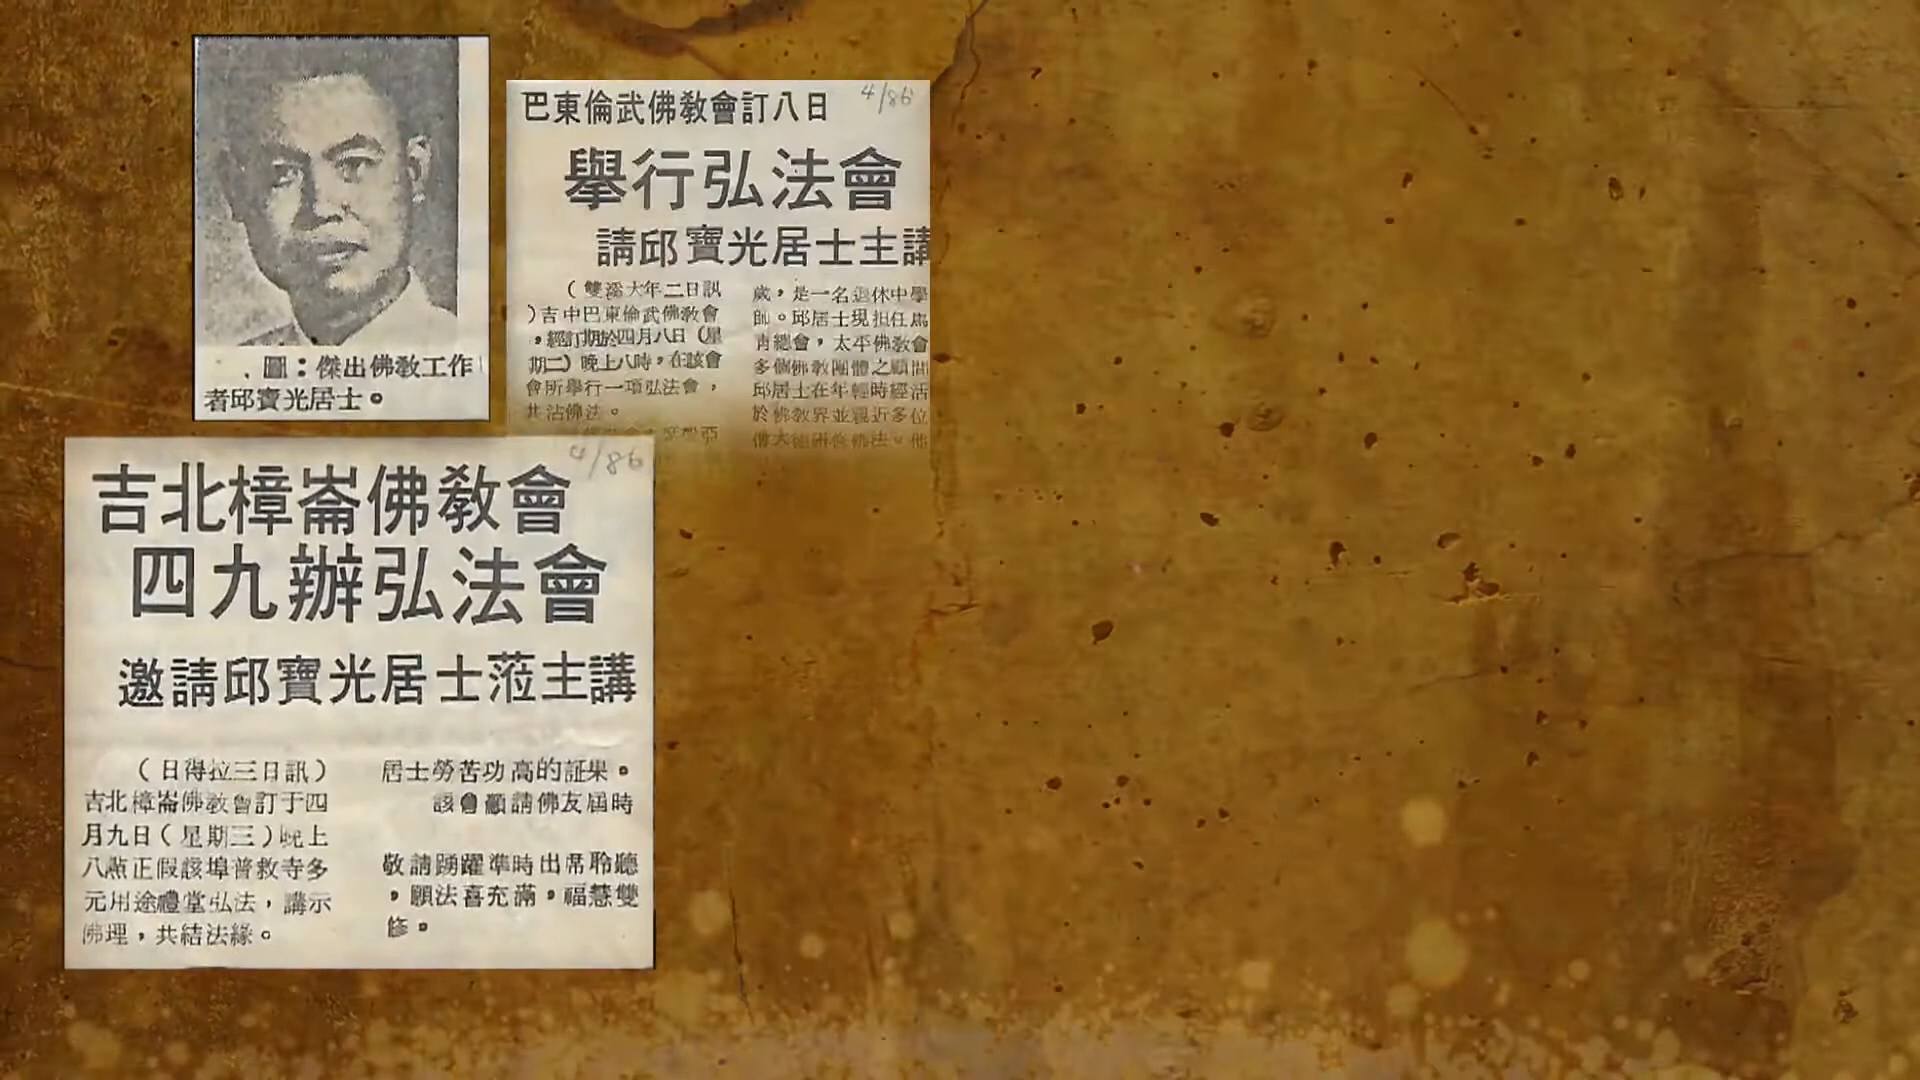 圖：傑出佛教工作
者邱寶光居士。
4/86
巴東倫武佛教會訂八日
舉行弘法會
請邱寶光居士主講
（雙溪大年二日訊
）吉中巴東倫武佛教會
，經訂期於四月八日（星
期二）晚上八時，在該會
會所舉行一項弘法會，
共沾佛法。
歲，是一名退休中學
師。邱居士現担任馬
青總會，太平佛教會
多個佛教團體之顧問
邱居士在年輕時經活
於佛教界並親近多位
4/86
吉北樟崙佛教會
四九辦弘法會
邀請邱寶光居士蒞主講
（日得拉三日訊）
吉北樟崙佛教會訂于四
月九日（星期三）晚上
八點正假該埠普救寺多
元用途禮堂弘法，講示
佛理，共結法緣。
居士勞苦功高的証果。
該會籲請佛友屆時
敬請踴躍準時出席聆聽
，願法喜充滿，福慧雙
修。